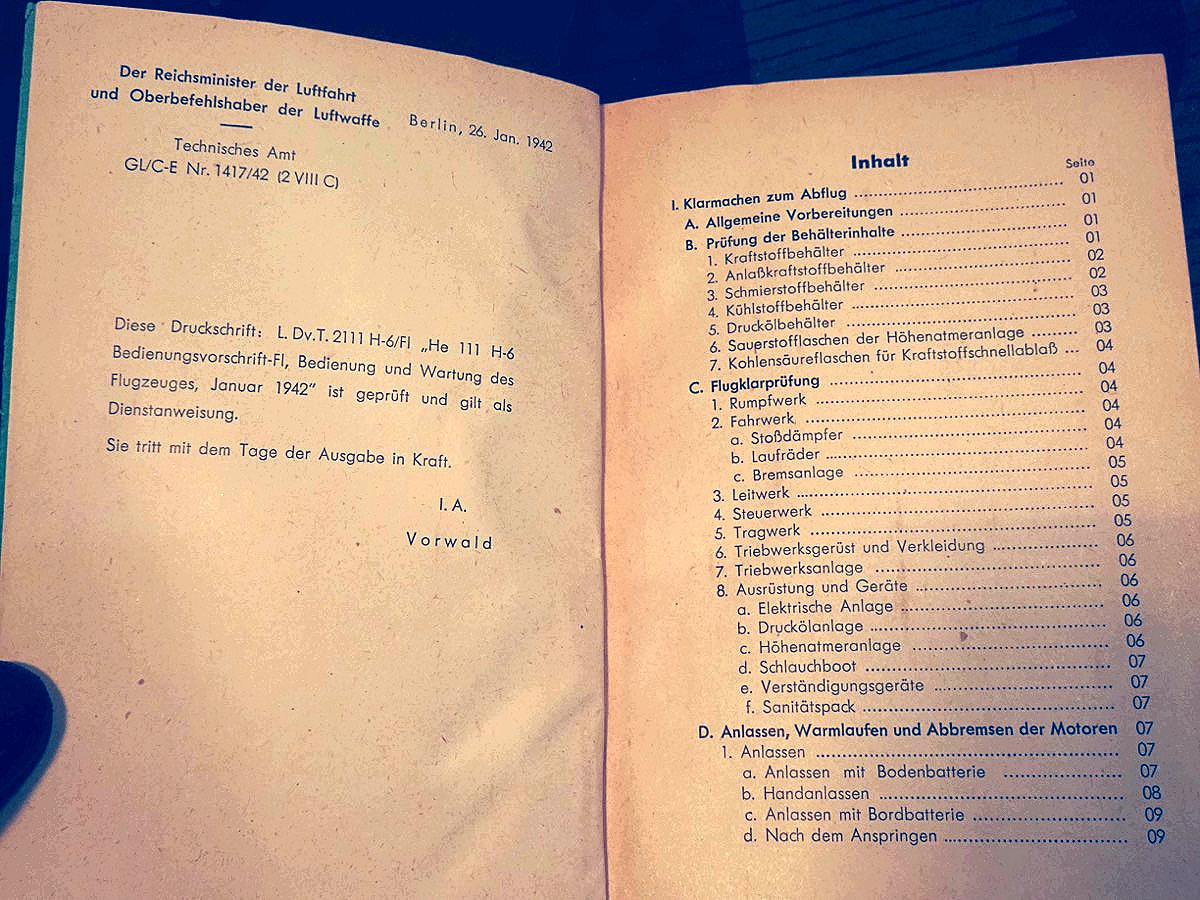 Der Reichsminister der Luftfahrt
und Oberbefehlshaber der Luftwaffe
Berlin, 26. Jan. 1942
Technisches Amt
GL/C-E Nr. 1417/42 (2 VIII C)
Diese Druckschrift: L. Dv. T. 2111 H-6/Fl „He 111 H-6
Bedienungsvorschrift-Fl, Bedienung und Wartung des
Flugzeuges, Januar 1942" ist geprüft und gilt als
Dienstanweisung.
Sie tritt mit dem Tage der Ausgabe in Kraft.
I. A.
Vorwald
Inhalt
Seite
I. Klarmachen zum Abflug ........ 01
A. Allgemeine Vorbereitungen ........ 01
B. Prüfung der Behälterinhalte ........ 01
1. Kraftstoffbehälter ........ 01
2. Anlaßkraftstoffbehälter ........ 02
3. Schmierstoffbehälter ........ 02
4. Kühlstoffbehälter ........ 03
5. Druckölbehälter ........ 03
6. Sauerstofflaschen der Höhenatmeranlage ........ 03
7. Kohlensäureflaschen für Kraftstoffschnellablaß ... 04
C. Flugklarprüfung ........ 04
1. Rumpfwerk ........ 04
2. Fahrwerk ........ 04
a. Stoßdämpfer ........ 04
b. Laufräder ........ 04
c. Bremsanlage ........ 05
3. Leitwerk ........ 05
4. Steuerwerk ........ 05
5. Tragwerk ........ 05
6. Triebwerksgerüst und Verkleidung ........ 06
7. Triebwerksanlage ........ 06
8. Ausrüstung und Geräte ........ 06
a. Elektrische Anlage ........ 06
b. Druckölanlage ........ 06
c. Höhenatmeranlage ........ 06
d. Schlauchboot ........ 07
e. Verständigungsgeräte ........ 07
f. Sanitätspack ........ 07
D. Anlassen, Warmlaufen und Abbremsen der Motoren 07
1. Anlassen ........ 07
a. Anlassen mit Bodenbatterie ........ 07
b. Handanlassen ........ 08
c. Anlassen mit Bordbatterie ........ 09
d. Nach dem Anspringen ........ 09